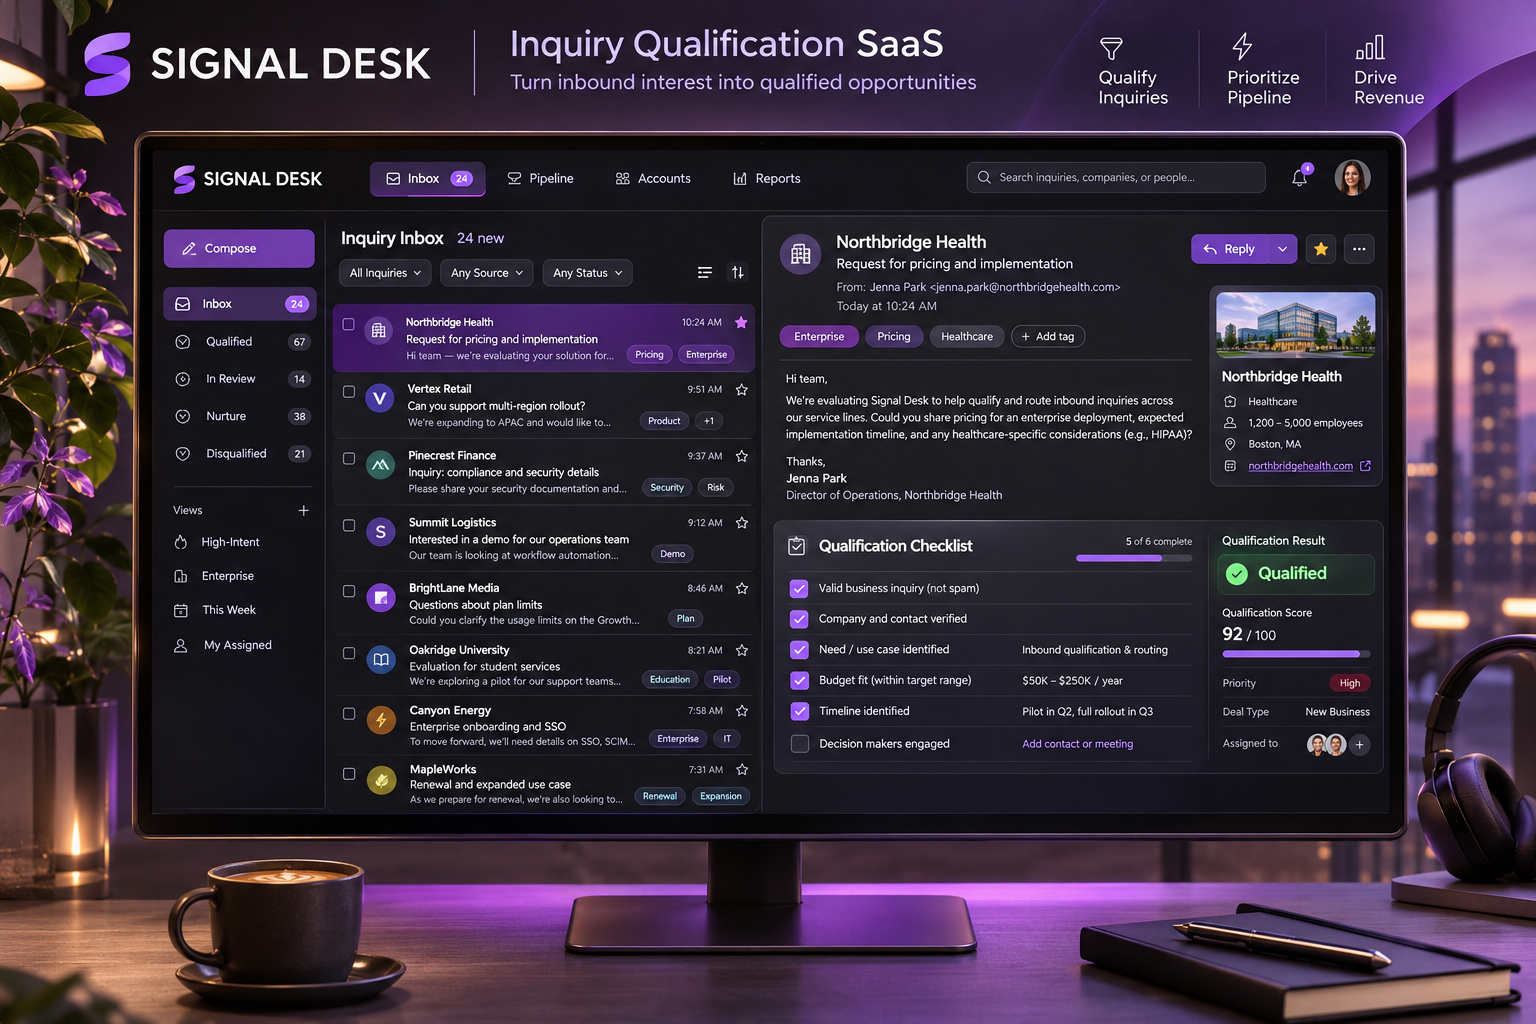 SIGNAL DESK
Inquiry Qualification SaaS
Turn inbound interest into qualified opportunities
Qualify
Inquiries
Prioritize
Pipeline
Drive
Revenue
SIGNAL DESK
Inbox 24
Pipeline
Accounts
Reports
Search inquiries, companies, or people...
4
Compose
Inbox 24
Qualified 67
In Review 14
Nurture 38
Disqualified 21
Views +
High-Intent
Enterprise
This Week
My Assigned
Inquiry Inbox 24 new
All Inquiries
Any Source
Any Status
Northbridge Health 10:24 AM
Request for pricing and implementation
Hi team — we're evaluating your solution for... Pricing Enterprise
V
Vertex Retail 9:51 AM
Can you support multi-region rollout?
We're expanding to APAC and would like to... Product +1
Pinecrest Finance 9:37 AM
Inquiry: compliance and security details
Please share your security documentation and... Security Risk
S
Summit Logistics 9:12 AM
Interested in a demo for our operations team
Our team is looking at workflow automation... Demo
BrightLane Media 8:46 AM
Questions about plan limits
Could you clarify the usage limits on the Growth... Plan
Oakridge University 8:21 AM
Evaluation for student services
We're exploring a pilot for our support teams... Education Pilot
Canyon Energy 7:58 AM
Enterprise onboarding and SSO
To move forward, we'll need details on SSO, SCIM... Enterprise IT
MapleWorks 7:31 AM
Renewal and expanded use case
As we prepare for renewal, we're also looking to... Renewal Expansion
Northbridge Health
Request for pricing and implementation
From: Jenna Park <jenna.park@northbridgehealth.com>
Today at 10:24 AM
Reply
...
Enterprise Pricing Healthcare + Add tag
Hi team,
We're evaluating Signal Desk to help qualify and route inbound inquiries across
our service lines. Could you share pricing for an enterprise deployment, expected
implementation timeline, and any healthcare-specific considerations (e.g., HIPAA)?
Thanks,
Jenna Park
Director of Operations, Northbridge Health
Northbridge Health
Healthcare
1,200 – 5,000 employees
Boston, MA
northbridgehealth.com
Qualification Checklist 5 of 6 complete
Valid business inquiry (not spam)
Company and contact verified
Need / use case identified Inbound qualification & routing
Budget fit (within target range) $50K – $250K / year
Timeline identified Pilot in Q2, full rollout in Q3
Decision makers engaged Add contact or meeting
Qualification Result
Qualified
Qualification Score
92 / 100
Priority High
Deal Type New Business
Assigned to +